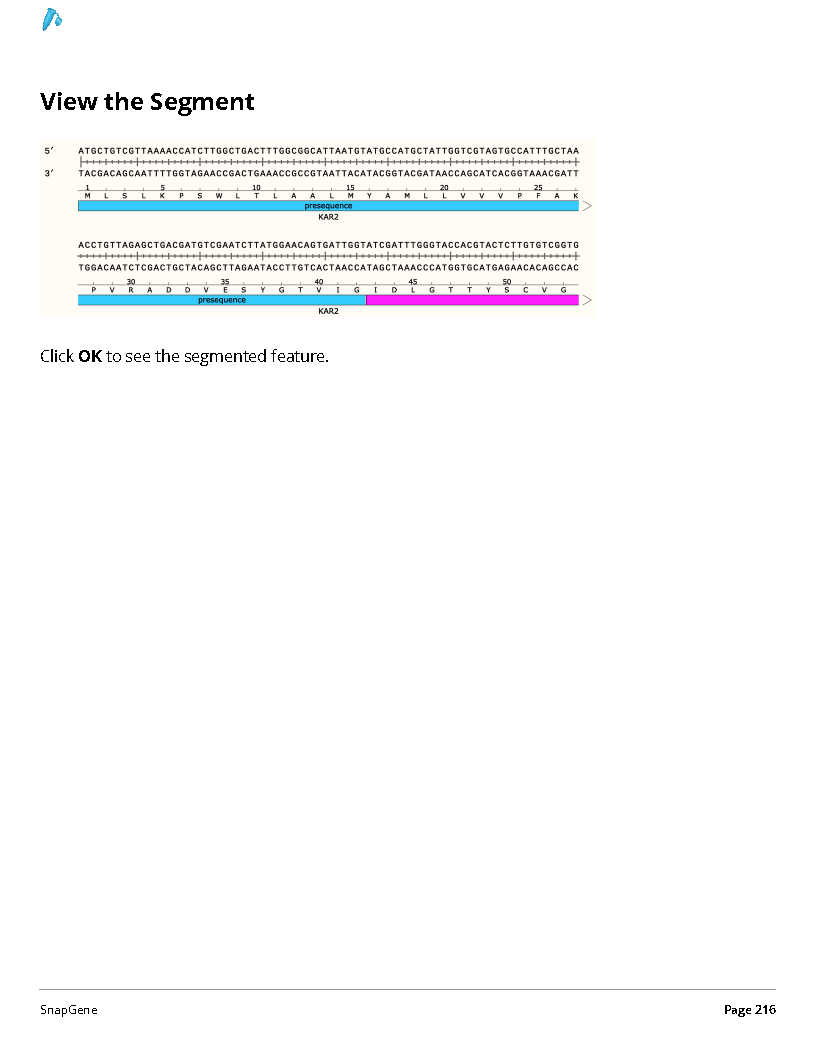 View the Segment
5′ ATGCTGTCGTTAAAACCATCTTGGCTGACTTTGGCGGCATTAATGTATGCCATGCTATTGGTCGTAGTGCCATTTGCTAA
3′ TACGACAGCAATTTTGGTAGAACCGACTGAAACCGCCGTAATTACATACGGTACGATAACCAGCATCACGGTAAACGATT
1 5 10 15 20 25
M L S L K P S W L T L A A L M Y A M L L V V V P F A K
presequence
KAR2
ACCTGTTAGAGCTGACGATGTCGAATCTTATGGAACAGTGATTGGTATCGATTTGGGTACCACGTACTCTTGTGTCGGTG
TGGACAATCTCGACTGCTACAGCTTAGAATACCTTGTCACTAACCATAGCTAAACCCATGGTGCATGAGAACACAGCCAC
30 35 40 45 50
P V R A D D V E S Y G T V I G I D L G T T Y S C V G
presequence
KAR2
Click OK to see the segmented feature.
SnapGene Page 216